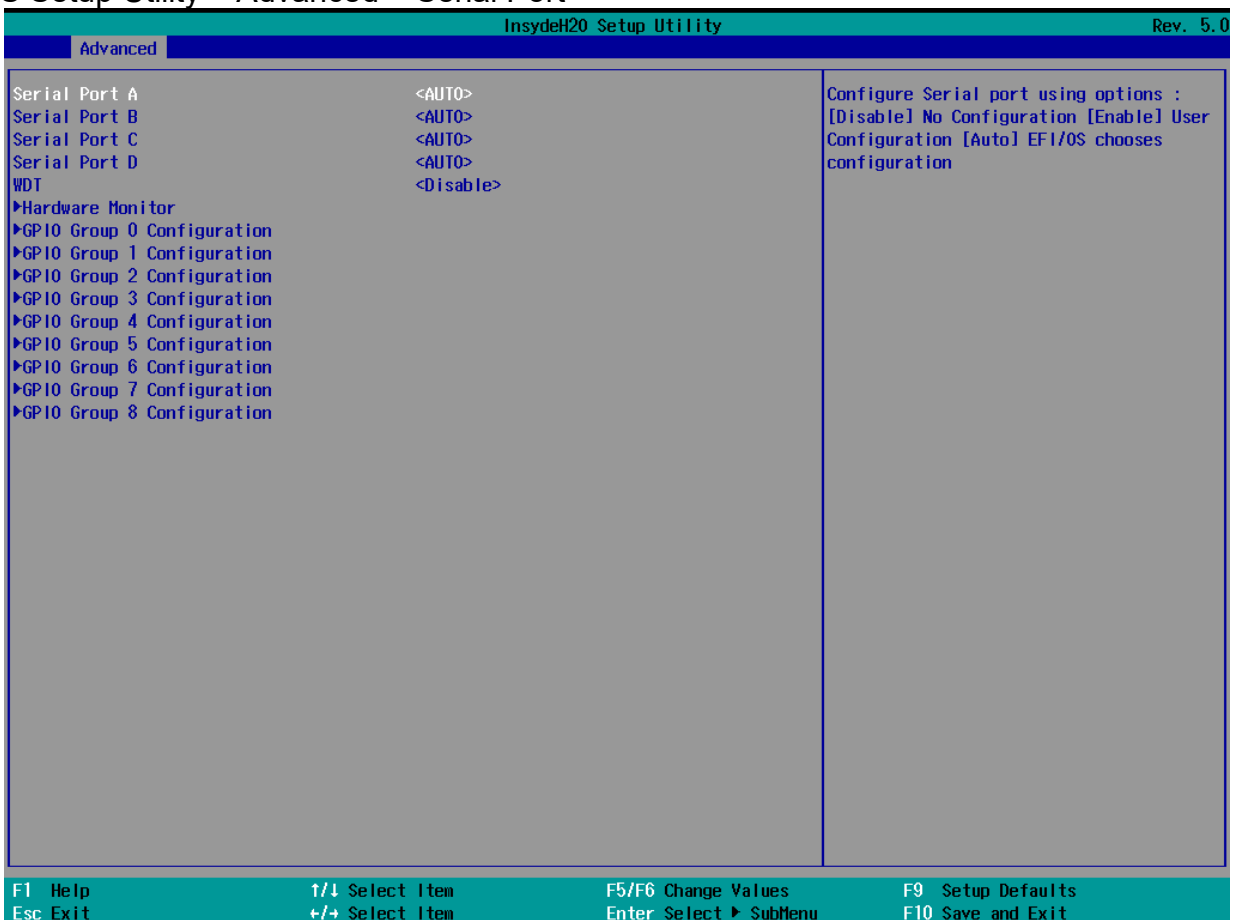 Setup Utility Advanced Serial Port
InsydeH20 Setup Utility Rev. 5.0
Advanced
Serial Port A <AUTO>
Serial Port B <AUTO>
Serial Port C <AUTO>
Serial Port D <AUTO>
WDT <Disable>
▶Hardware Monitor
▶GPIO Group 0 Configuration
▶GPIO Group 1 Configuration
▶GPIO Group 2 Configuration
▶GPIO Group 3 Configuration
▶GPIO Group 4 Configuration
▶GPIO Group 5 Configuration
▶GPIO Group 6 Configuration
▶GPIO Group 7 Configuration
▶GPIO Group 8 Configuration
Configure Serial port using options :
[Disable] No Configuration [Enable] User
Configuration [Auto] EFI/OS chooses
configuration
F1 Help ↑/↓ Select Item F5/F6 Change Values F9 Setup Defaults
Esc Exit ←/→ Select Item Enter Select ▶ SubMenu F10 Save and Exit